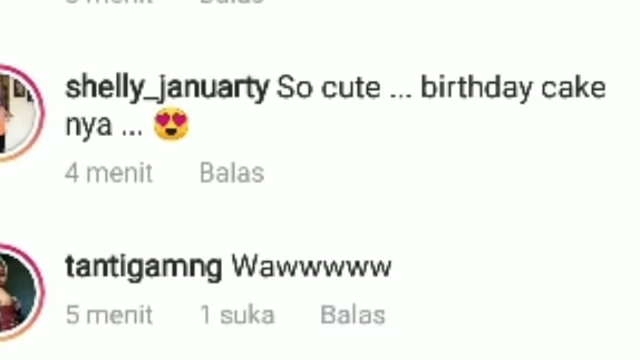 shelly_januarty So cute ... birthday cake
nya ... 😍
4 menit Balas
tantigamng Wawwwww
5 menit 1 suka Balas